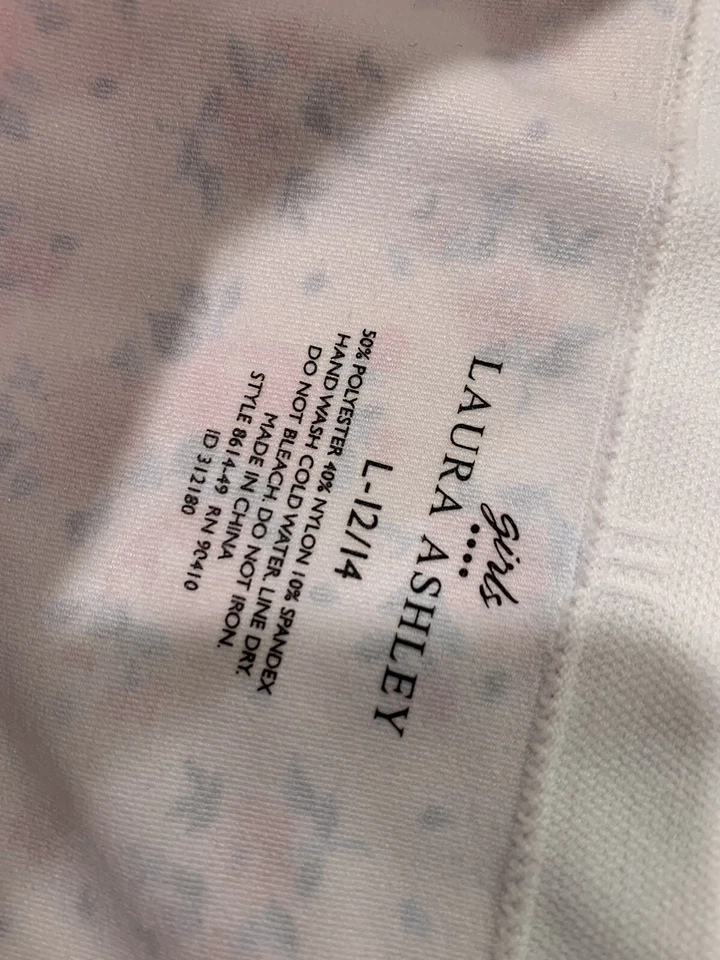 girls
LAURA ASHLEY
L-12/14
50% POLYESTER 40% NYLON 10% SPANDEX
HAND WASH COLD WATER. LINE DRY.
DO NOT BLEACH. DO NOT IRON.
MADE IN CHINA
STYLE 8614-49 RN 90410
ID 312180